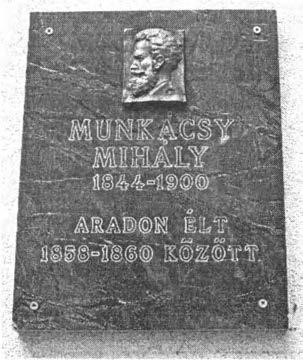 MUNKÁCSY
MIHÁLY
1844-1900
ARADON ÉLT
1858-1860 KÖZÖTT.